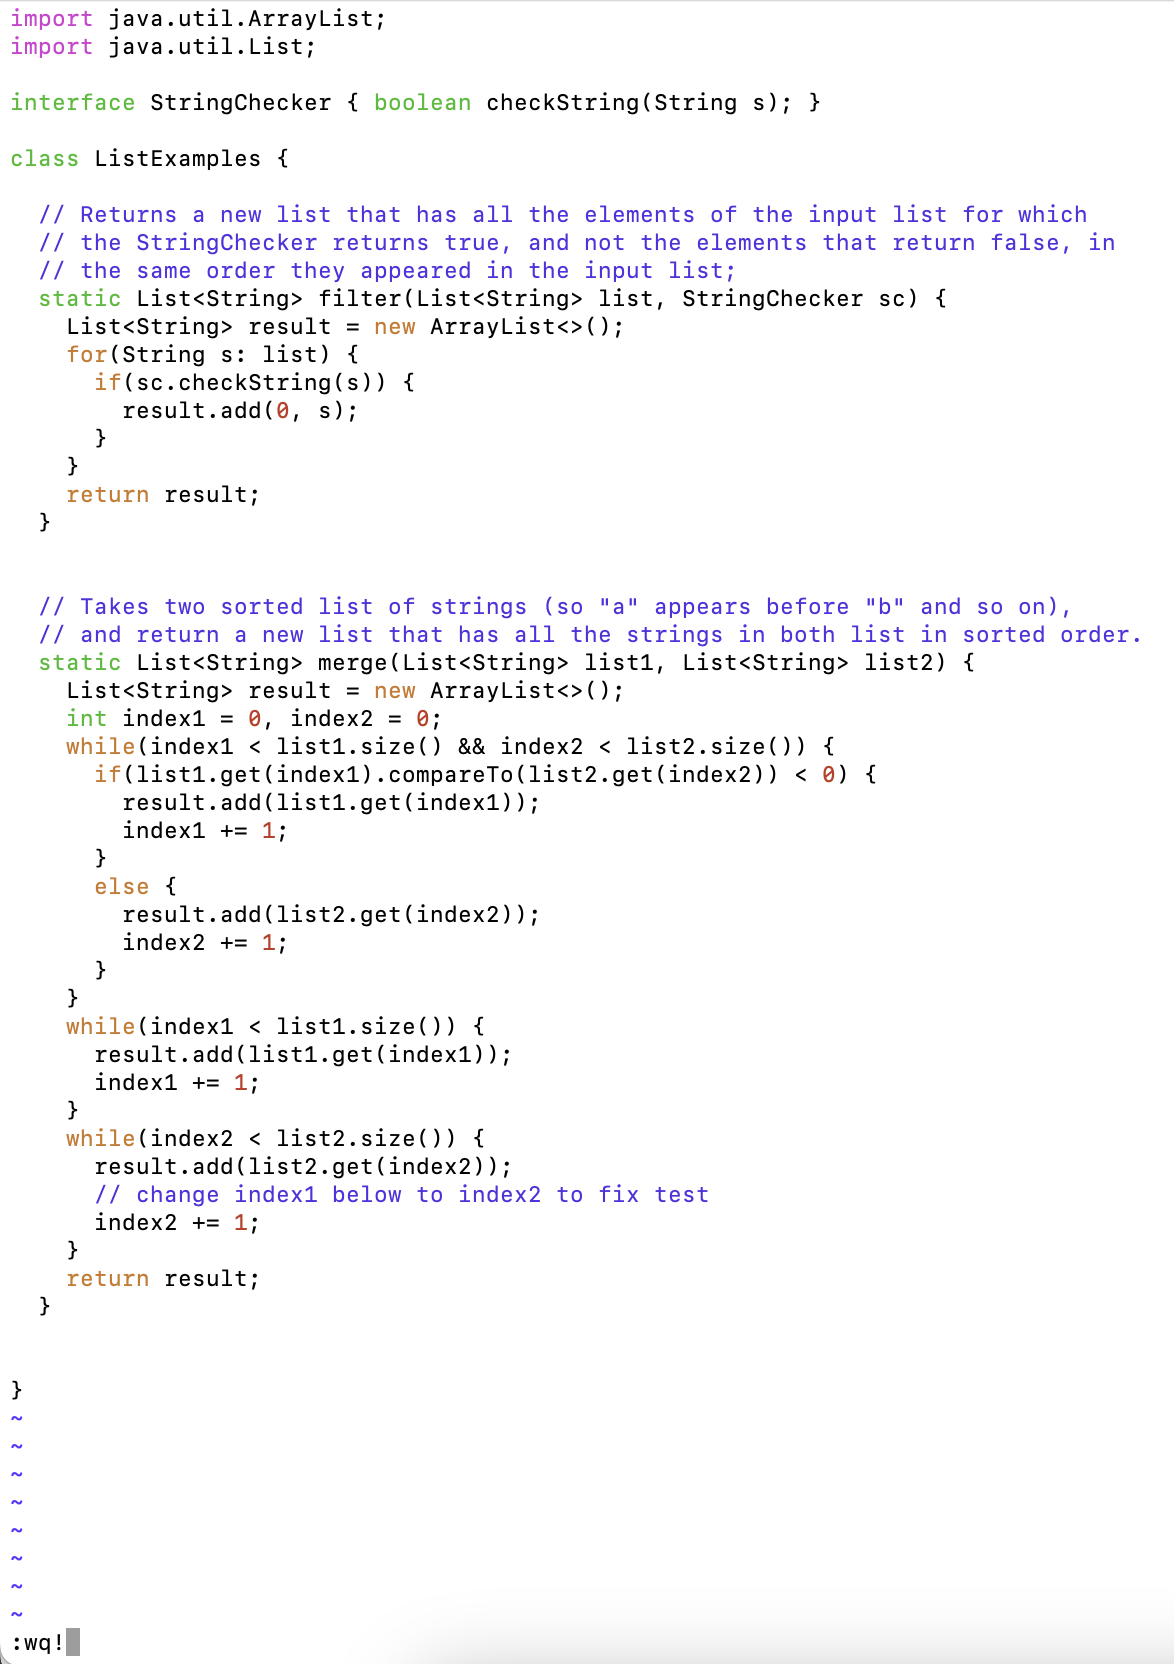 import java.util.ArrayList;
import java.util.List;

interface StringChecker { boolean checkString(String s); }

class ListExamples {

  // Returns a new list that has all the elements of the input list for which
  // the StringChecker returns true, and not the elements that return false, in
  // the same order they appeared in the input list;
  static List<String> filter(List<String> list, StringChecker sc) {
    List<String> result = new ArrayList<>();
    for(String s: list) {
      if(sc.checkString(s)) {
        result.add(0, s);
      }
    }
    return result;
  }


  // Takes two sorted list of strings (so "a" appears before "b" and so on),
  // and return a new list that has all the strings in both list in sorted order.
  static List<String> merge(List<String> list1, List<String> list2) {
    List<String> result = new ArrayList<>();
    int index1 = 0, index2 = 0;
    while(index1 < list1.size() && index2 < list2.size()) {
      if(list1.get(index1).compareTo(list2.get(index2)) < 0) {
        result.add(list1.get(index1));
        index1 += 1;
      }
      else {
        result.add(list2.get(index2));
        index2 += 1;
      }
    }
    while(index1 < list1.size()) {
      result.add(list1.get(index1));
      index1 += 1;
    }
    while(index2 < list2.size()) {
      result.add(list2.get(index2));
      // change index1 below to index2 to fix test
      index2 += 1;
    }
    return result;
  }


}
~
~
~
~
~
~
~
~
:wq!